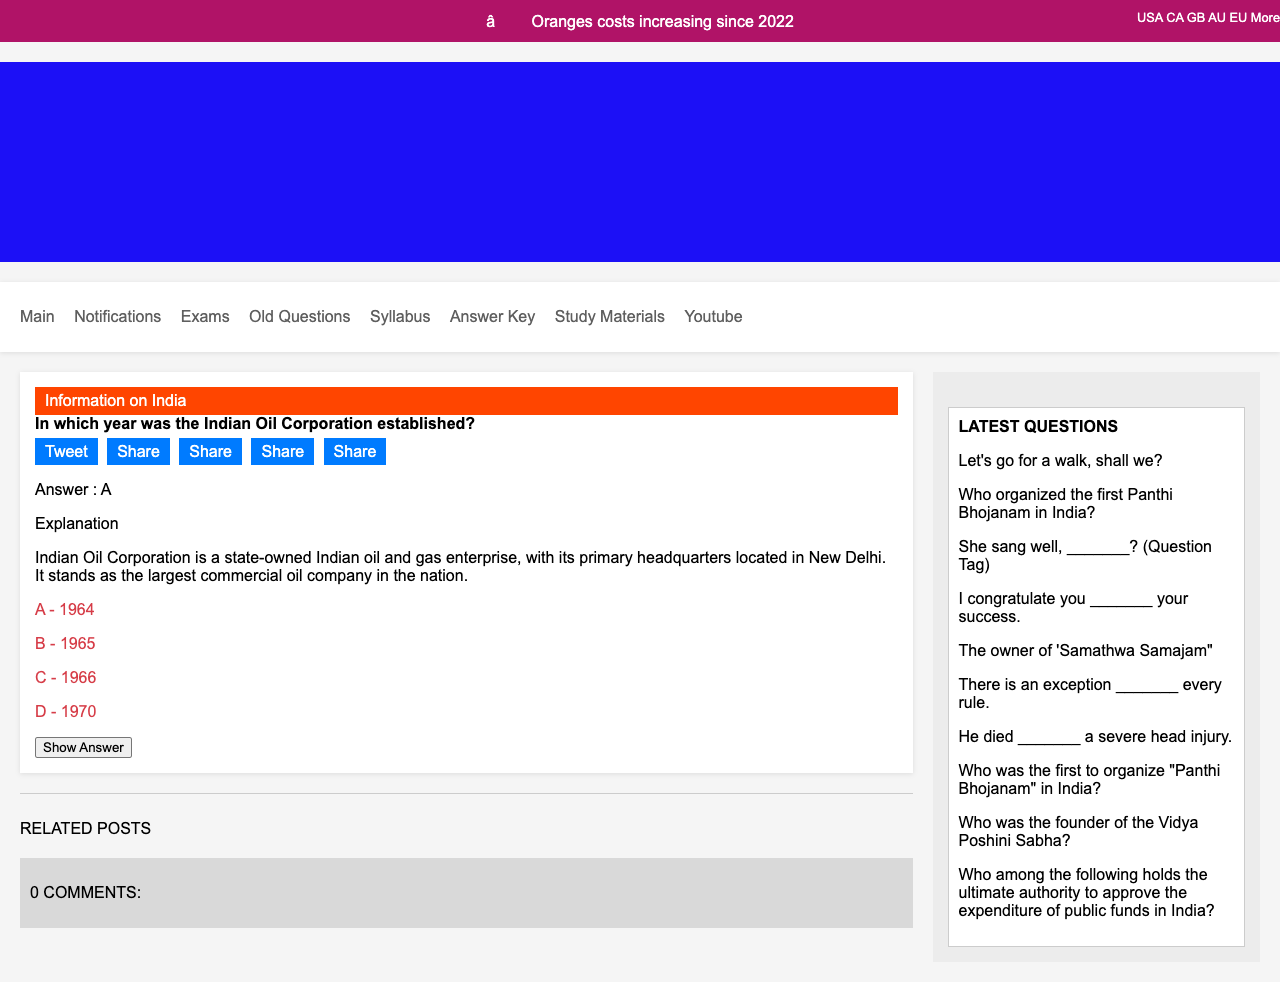 â Oranges costs increasing since 2022
USA CA GB AU EU More
Main Notifications Exams Old Questions Syllabus Answer Key Study Materials Youtube
Information on India
In which year was the Indian Oil Corporation established?
Tweet Share Share Share Share
Answer : A
Explanation
Indian Oil Corporation is a state-owned Indian oil and gas enterprise, with its primary headquarters located in New Delhi.
It stands as the largest commercial oil company in the nation.
A - 1964
B - 1965
C - 1966
D - 1970
Show Answer
RELATED POSTS
0 COMMENTS:
LATEST QUESTIONS
Let's go for a walk, shall we?
Who organized the first Panthi
Bhojanam in India?
She sang well, _______? (Question
Tag)
I congratulate you _______ your
success.
The owner of 'Samathwa Samajam"
There is an exception _______ every
rule.
He died _______ a severe head injury.
Who was the first to organize "Panthi
Bhojanam" in India?
Who was the founder of the Vidya
Poshini Sabha?
Who among the following holds the
ultimate authority to approve the
expenditure of public funds in India?